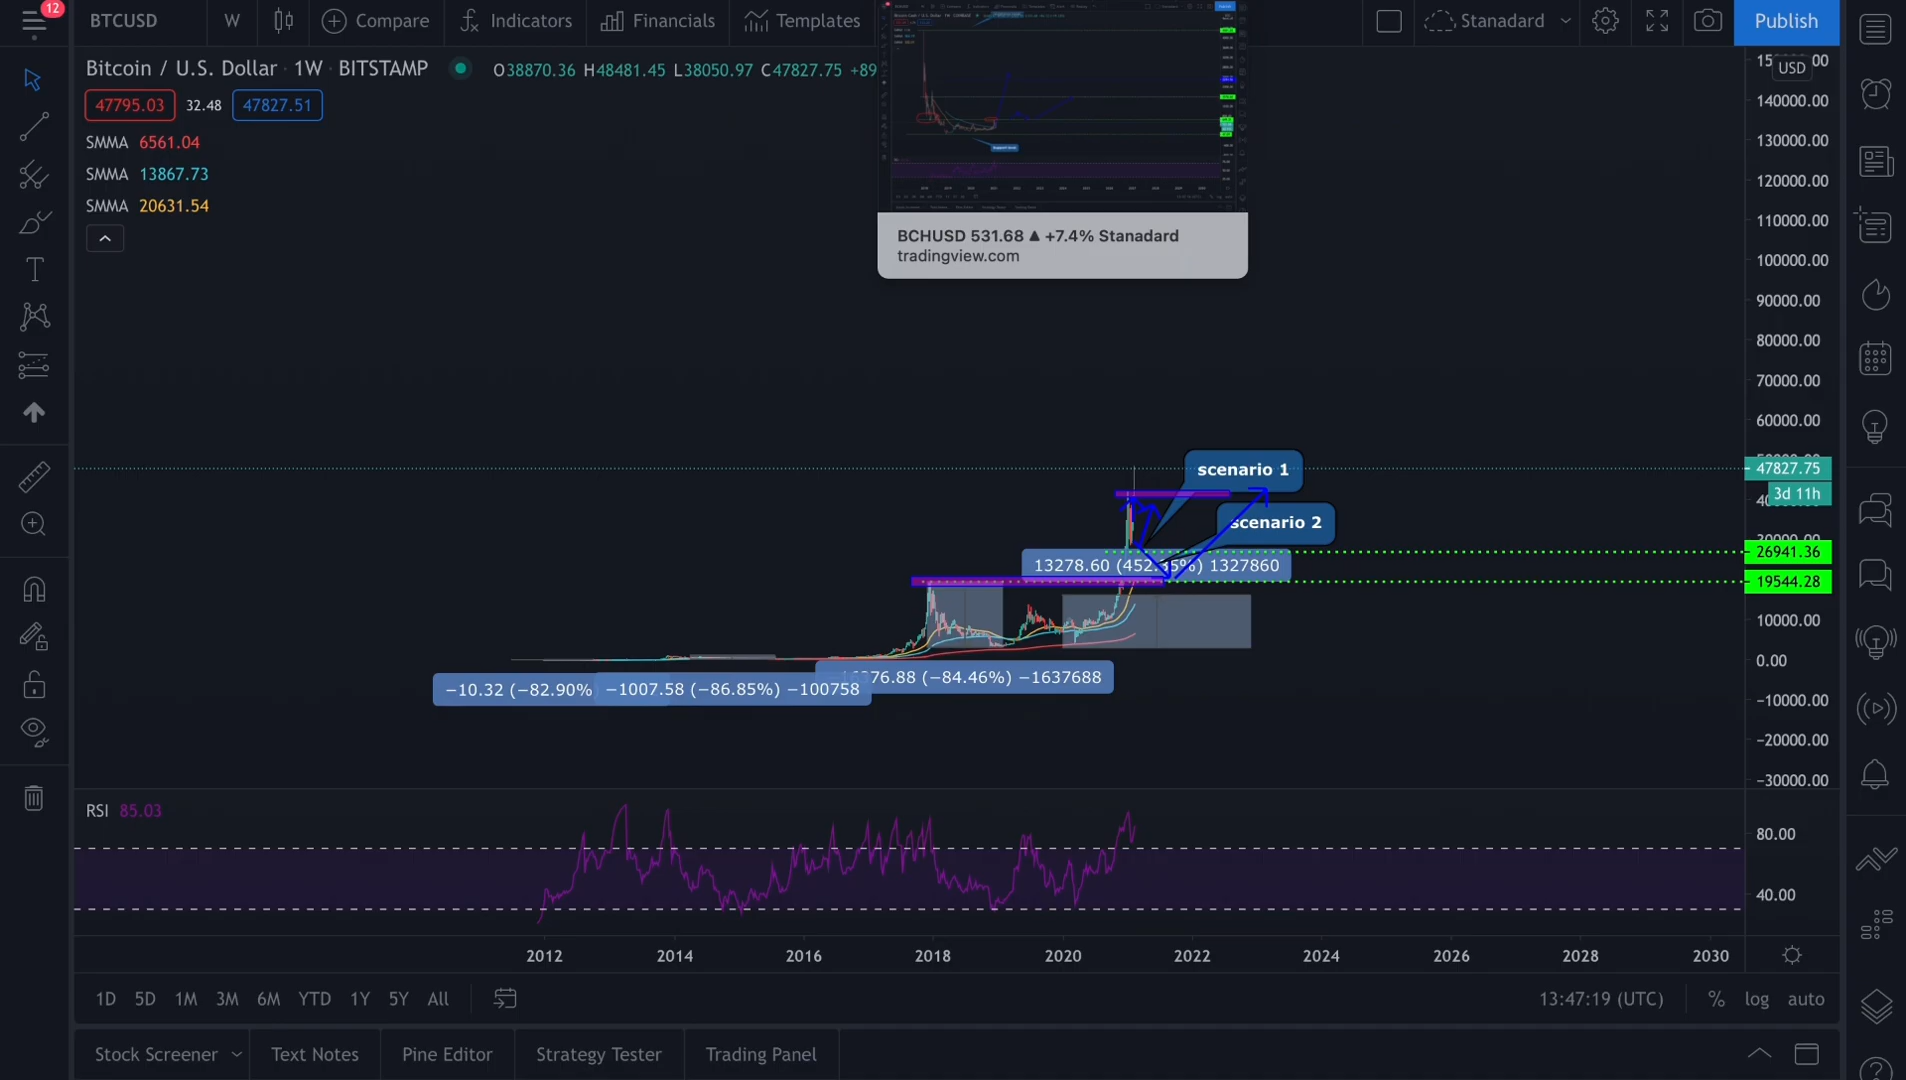 12
BTCUSD W Compare Indicators Financials Templates Stanadard Publish
Bitcoin / U.S. Dollar · 1W · BITSTAMP O38870.36 H48481.45 L38050.97 C47827.75 +89
47795.03 32.48 47827.51
SMMA 6561.04
SMMA 13867.73
SMMA 20631.54
BCHUSD 531.68 ▲ +7.4% Stanadard
tradingview.com
USD
140000.00
130000.00
120000.00
110000.00
100000.00
90000.00
80000.00
70000.00
60000.00
47827.75
3d 11h
26941.36
19544.28
10000.00
0.00
−10000.00
−20000.00
−30000.00
scenario 1
scenario 2
13278.60 (452. 5%) 1327860
376.88 (−84.46%) −1637688
−10.32 (−82.90%
−1007.58 (−86.85%) −100758
RSI 85.03
80.00
40.00
2012 2014 2016 2018 2020 2022 2024 2026 2028 2030
1D 5D 1M 3M 6M YTD 1Y 5Y All 13:47:19 (UTC) % log auto
Stock Screener Text Notes Pine Editor Strategy Tester Trading Panel